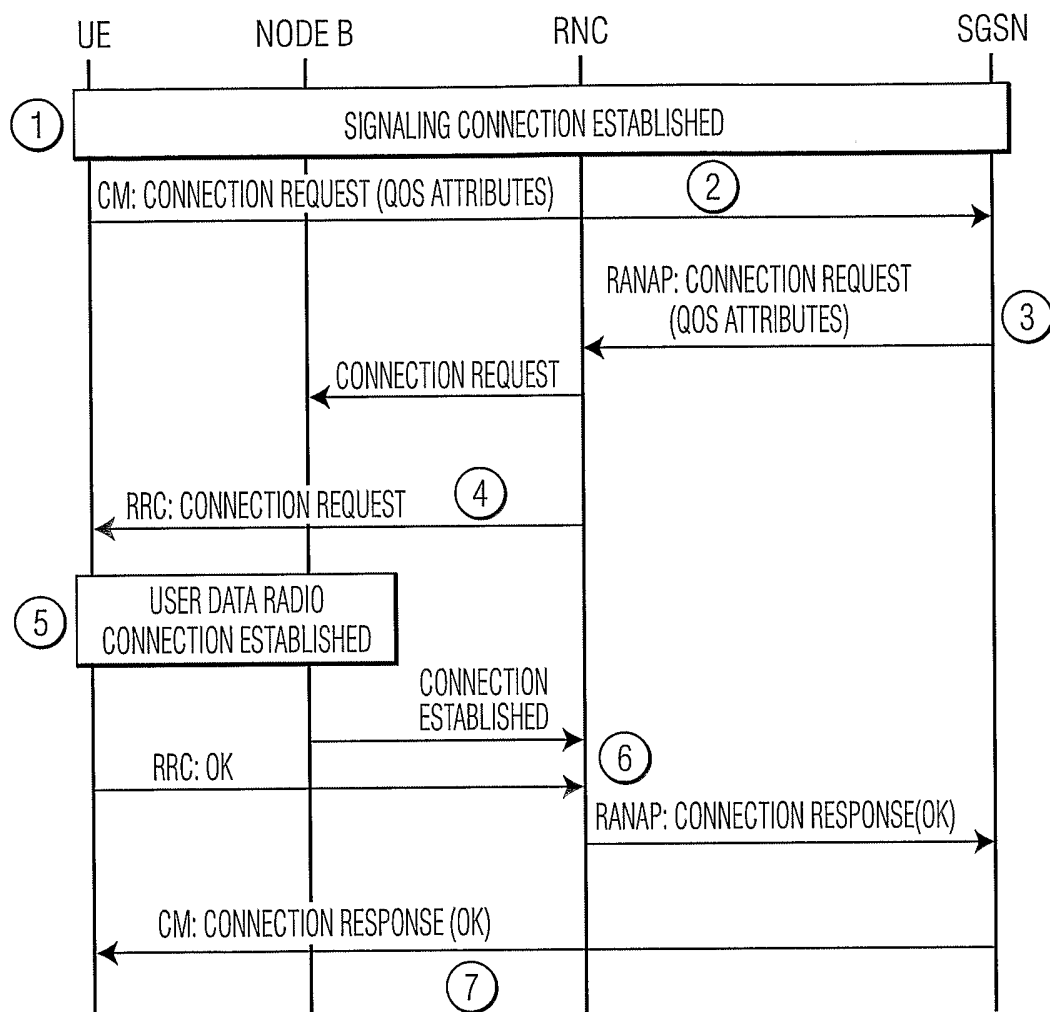 UE NODE B RNC SGSN
1
SIGNALING CONNECTION ESTABLISHED
2
CM: CONNECTION REQUEST (QOS ATTRIBUTES)
RANAP: CONNECTION REQUEST
(QOS ATTRIBUTES)
3
CONNECTION REQUEST
4
RRC: CONNECTION REQUEST
5
USER DATA RADIO
CONNECTION ESTABLISHED
CONNECTION
ESTABLISHED
6
RRC: OK
RANAP: CONNECTION RESPONSE(OK)
CM: CONNECTION RESPONSE (OK)
7